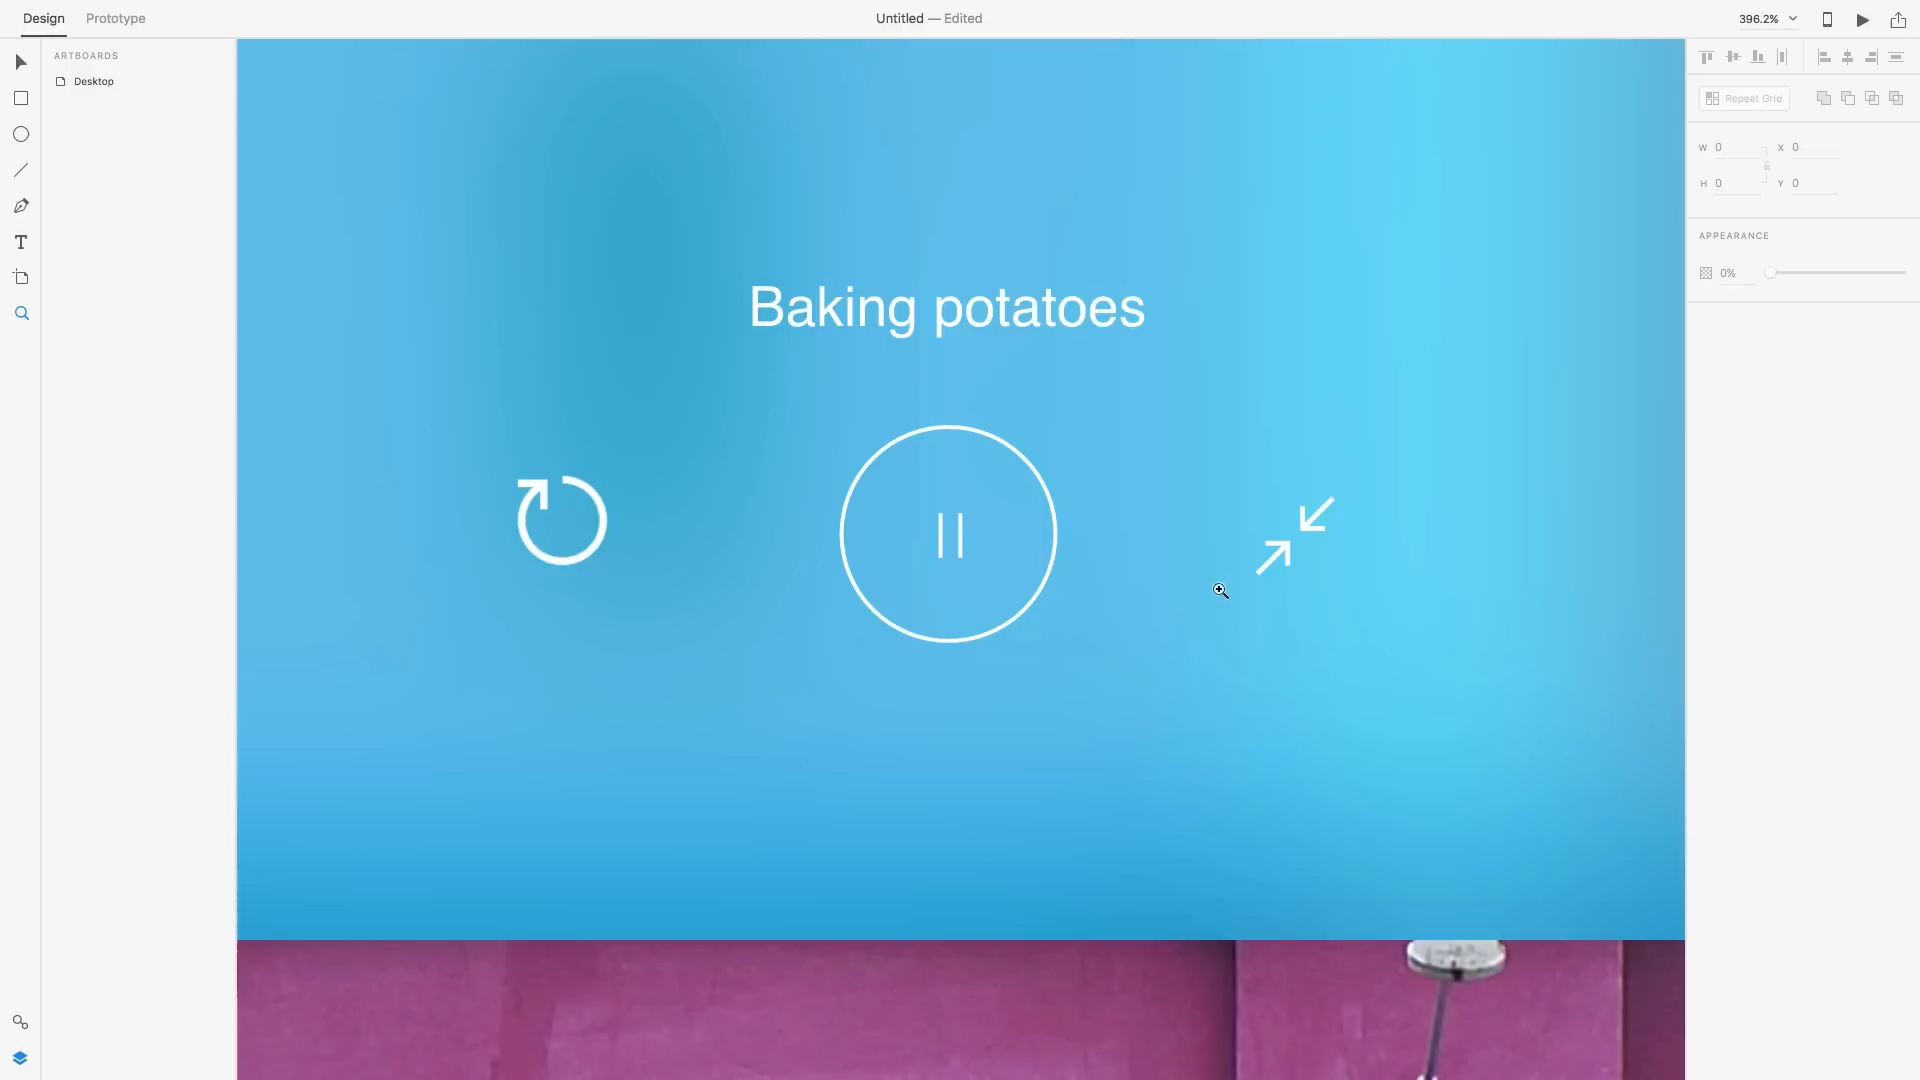 Design
Prototype
Untitled — Edited
396.2%
ARTBOARDS
Desktop
Repeat Grid
W 0
X 0
H 0
Y 0
APPEARANCE
0%
Baking potatoes